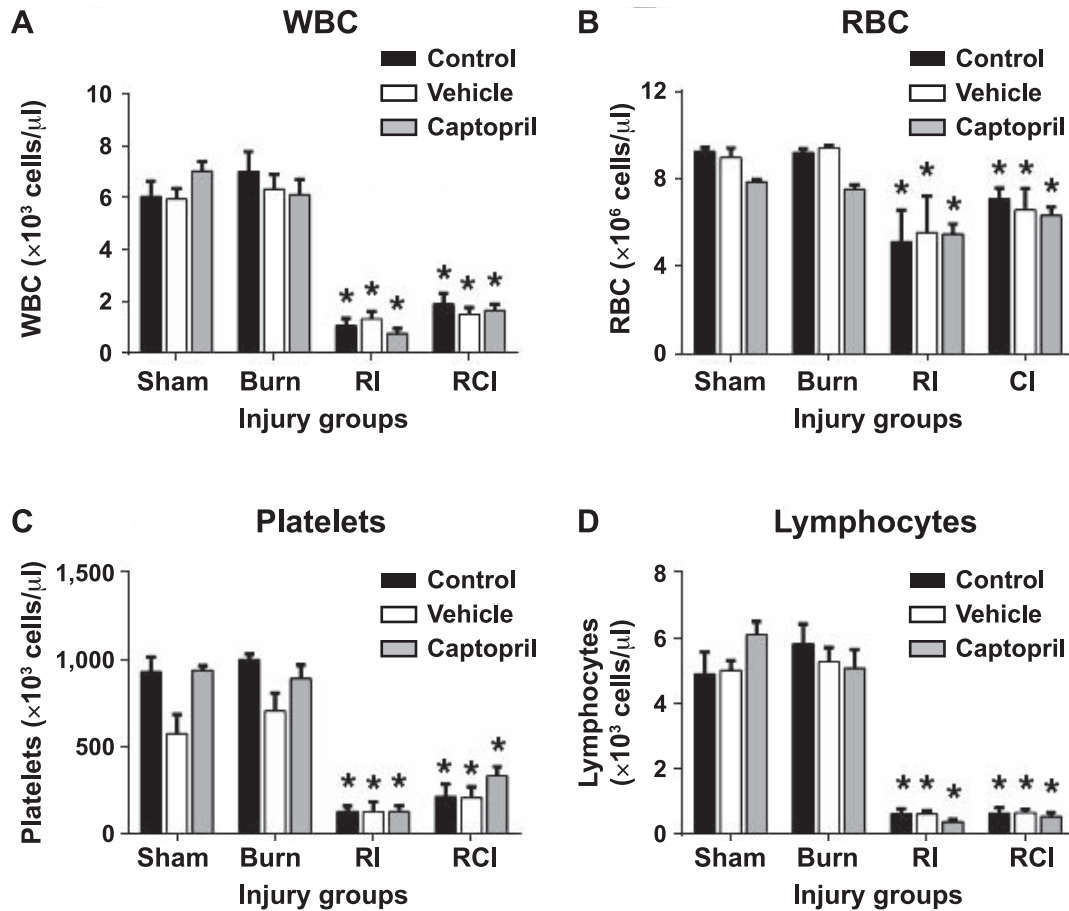 A WBC
Control
Vehicle
Captopril
WBC (×10³ cells/μl)
10
8
6
4
2
0
* * * * * *
Sham Burn RI RCI
Injury groups
B RBC
Control
Vehicle
Captopril
RBC (×10⁶ cells/μl)
12
8
4
0
* * * * * *
Sham Burn RI CI
Injury groups
C Platelets
Control
Vehicle
Captopril
Platelets (×10³ cells/μl)
1,500
1,000
500
0
* * * * * *
Sham Burn RI RCI
Injury groups
D Lymphocytes
Control
Vehicle
Captopril
Lymphocytes
(×10³ cells/μl)
8
6
4
2
0
* * * * * *
Sham Burn RI RCI
Injury groups